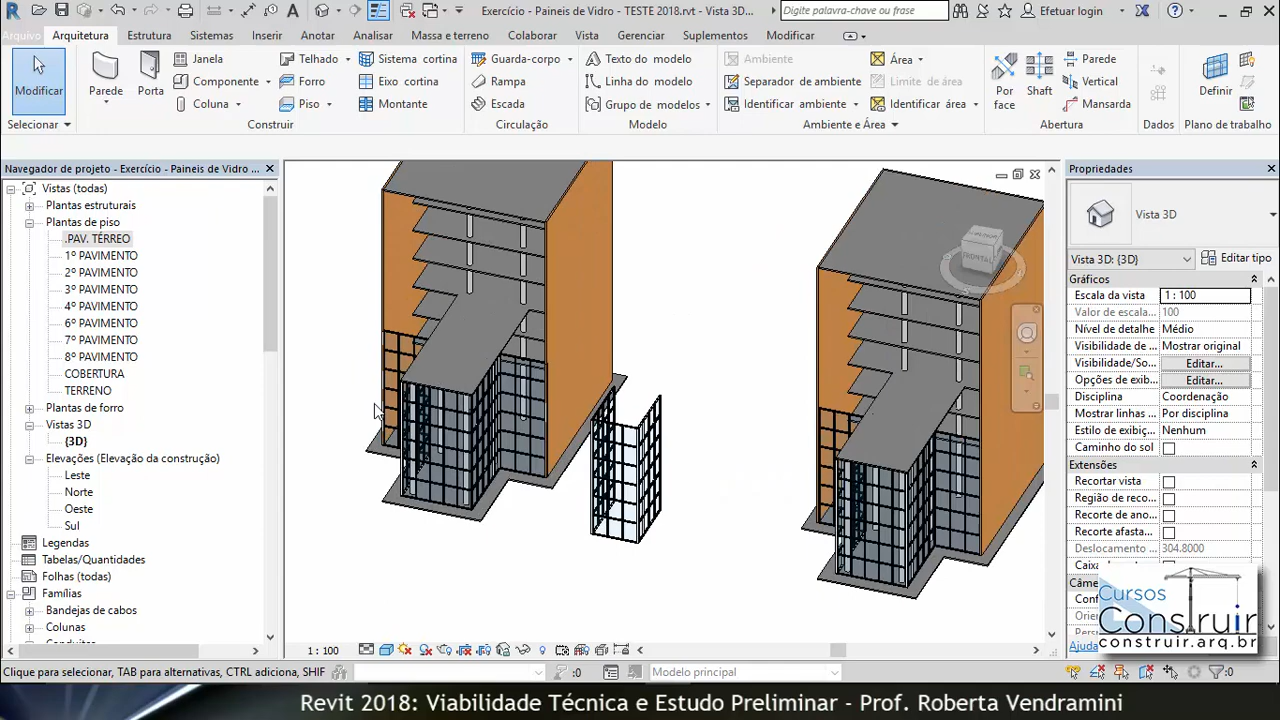 Exercício - Paineis de Vidro - TESTE 2018.rvt - Vista 3D...
Digite palavra-chave ou frase
Efetuar login
Arquivo Arquitetura Estrutura Sistemas Inserir Anotar Analisar Massa e terreno Colaborar Vista Gerenciar Suplementos Modificar
Modificar
Selecionar
Parede
Porta
Janela
Componente
Coluna
Telhado
Forro
Piso
Sistema cortina
Eixo cortina
Montante
Construir
Guarda-corpo
Rampa
Escada
Circulação
Texto do modelo
Linha do modelo
Grupo de modelos
Modelo
Ambiente
Separador de ambiente
Identificar ambiente
Área
Limite de área
Identificar área
Ambiente e Área
Por face
Shaft
Parede
Vertical
Mansarda
Abertura
Dados
Definir
Plano de trabalho
Navegador de projeto - Exercício - Paineis de Vidro ...
Vistas (todas)
Plantas estruturais
Plantas de piso
.PAV. TÉRREO
1º PAVIMENTO
2º PAVIMENTO
3º PAVIMENTO
4º PAVIMENTO
6º PAVIMENTO
7º PAVIMENTO
8º PAVIMENTO
COBERTURA
TERRENO
Plantas de forro
Vistas 3D
{3D}
Elevações (Elevação da construção)
Leste
Norte
Oeste
Sul
Legendas
Tabelas/Quantidades
Folhas (todas)
Famílias
Bandejas de cabos
Colunas
FRONTAL
Propriedades
Vista 3D
Vista 3D: {3D}
Editar tipo
Gráficos
Escala da vista 1 : 100
Valor de escala... 100
Nível de detalhe Médio
Visibilidade de ... Mostrar original
Visibilidade/So... Editar...
Opções de exib... Editar...
Disciplina Coordenação
Mostrar linhas ... Por disciplina
Estilo de exibiç... Nenhum
Caminho do sol
Extensões
Recortar vista
Região de reco...
Recorte de ano...
Recorte afasta...
Deslocamento ... 304.8000
Ajuda
Cursos
Construir
construir.arq.br
1 : 100
Clique para selecionar, TAB para alternativas, CTRL adiciona, SHIF
:0
Modelo principal
:0
Revit 2018: Viabilidade Técnica e Estudo Preliminar - Prof. Roberta Vendramini